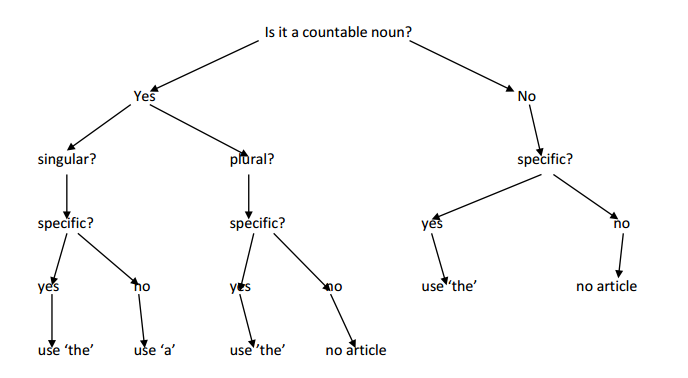 Is it a countable noun?
Yes
No
singular?
plural?
specific?
specific?
specific?
yes
no
yes
no
yes
no
use ‘the’
no article
use ‘the’
use ‘a’
use ‘the’
no article